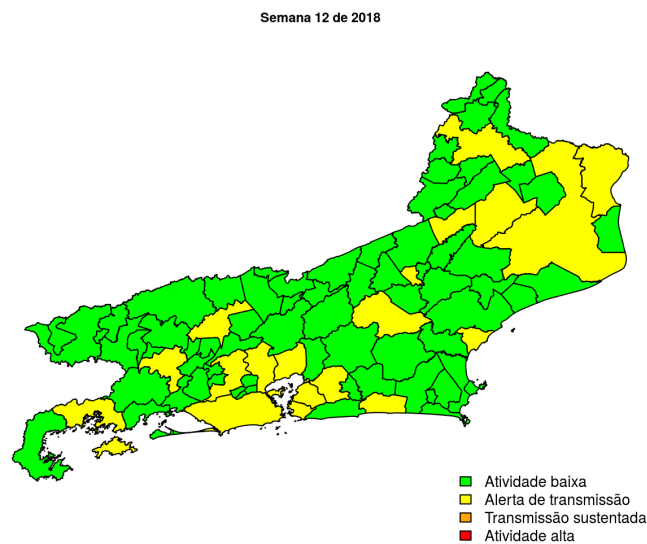 Semana 12 de 2018
Atividade baixa
Alerta de transmissão
Transmissão sustentada
Atividade alta